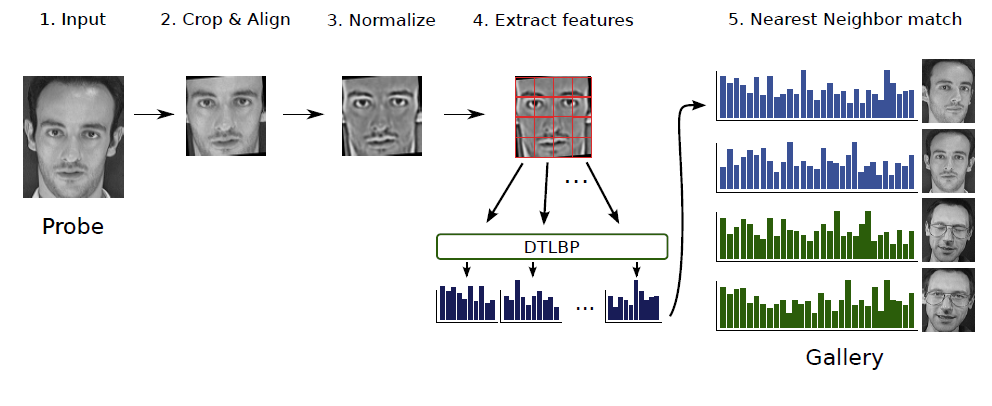 1. Input
2. Crop & Align
3. Normalize
4. Extract features
5. Nearest Neighbor match
...
Probe
DTLBP
...
Gallery